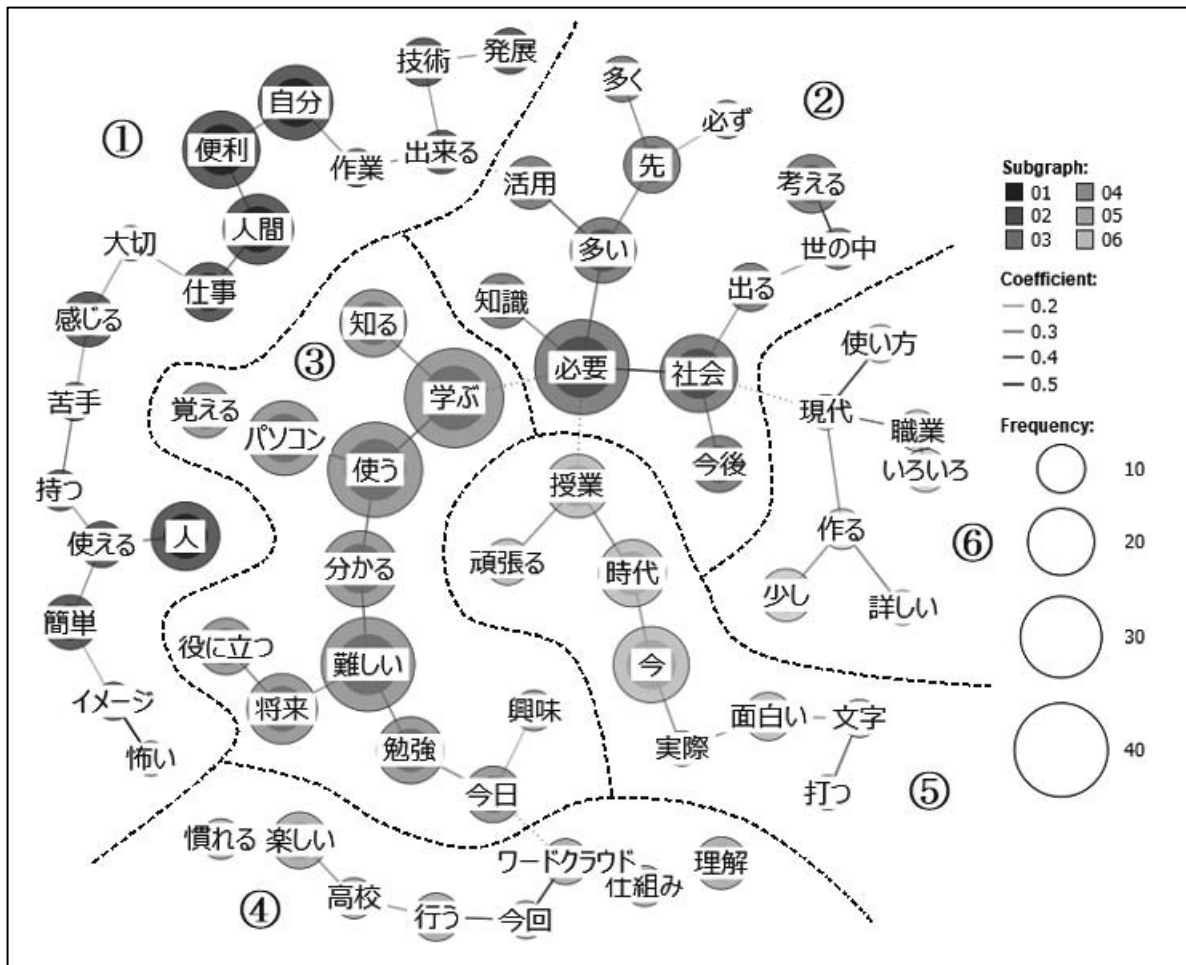 ①
自分
便利
人間
作業
出来る
技術
発展
仕事
大切
感じる
苦手
持つ
使える
人
簡単
イメージ
怖い
②
多く
必ず
先
活用
多い
知識
必要
社会
出る
世の中
考える
今後
③
知る
学ぶ
覚える
パソコン
使う
分かる
難しい
役に立つ
将来
勉強
興味
今日
④
慣れる
楽しい
高校
行う
今回
ワードクラウド
仕組み
理解
⑤
授業
頑張る
時代
今
実際
面白い
文字
打つ
⑥
使い方
現代
職業
いろいろ
作る
少し
詳しい
Subgraph:
01 04
02 05
03 06
Coefficient:
0.2
0.3
0.4
0.5
Frequency:
10
20
30
40